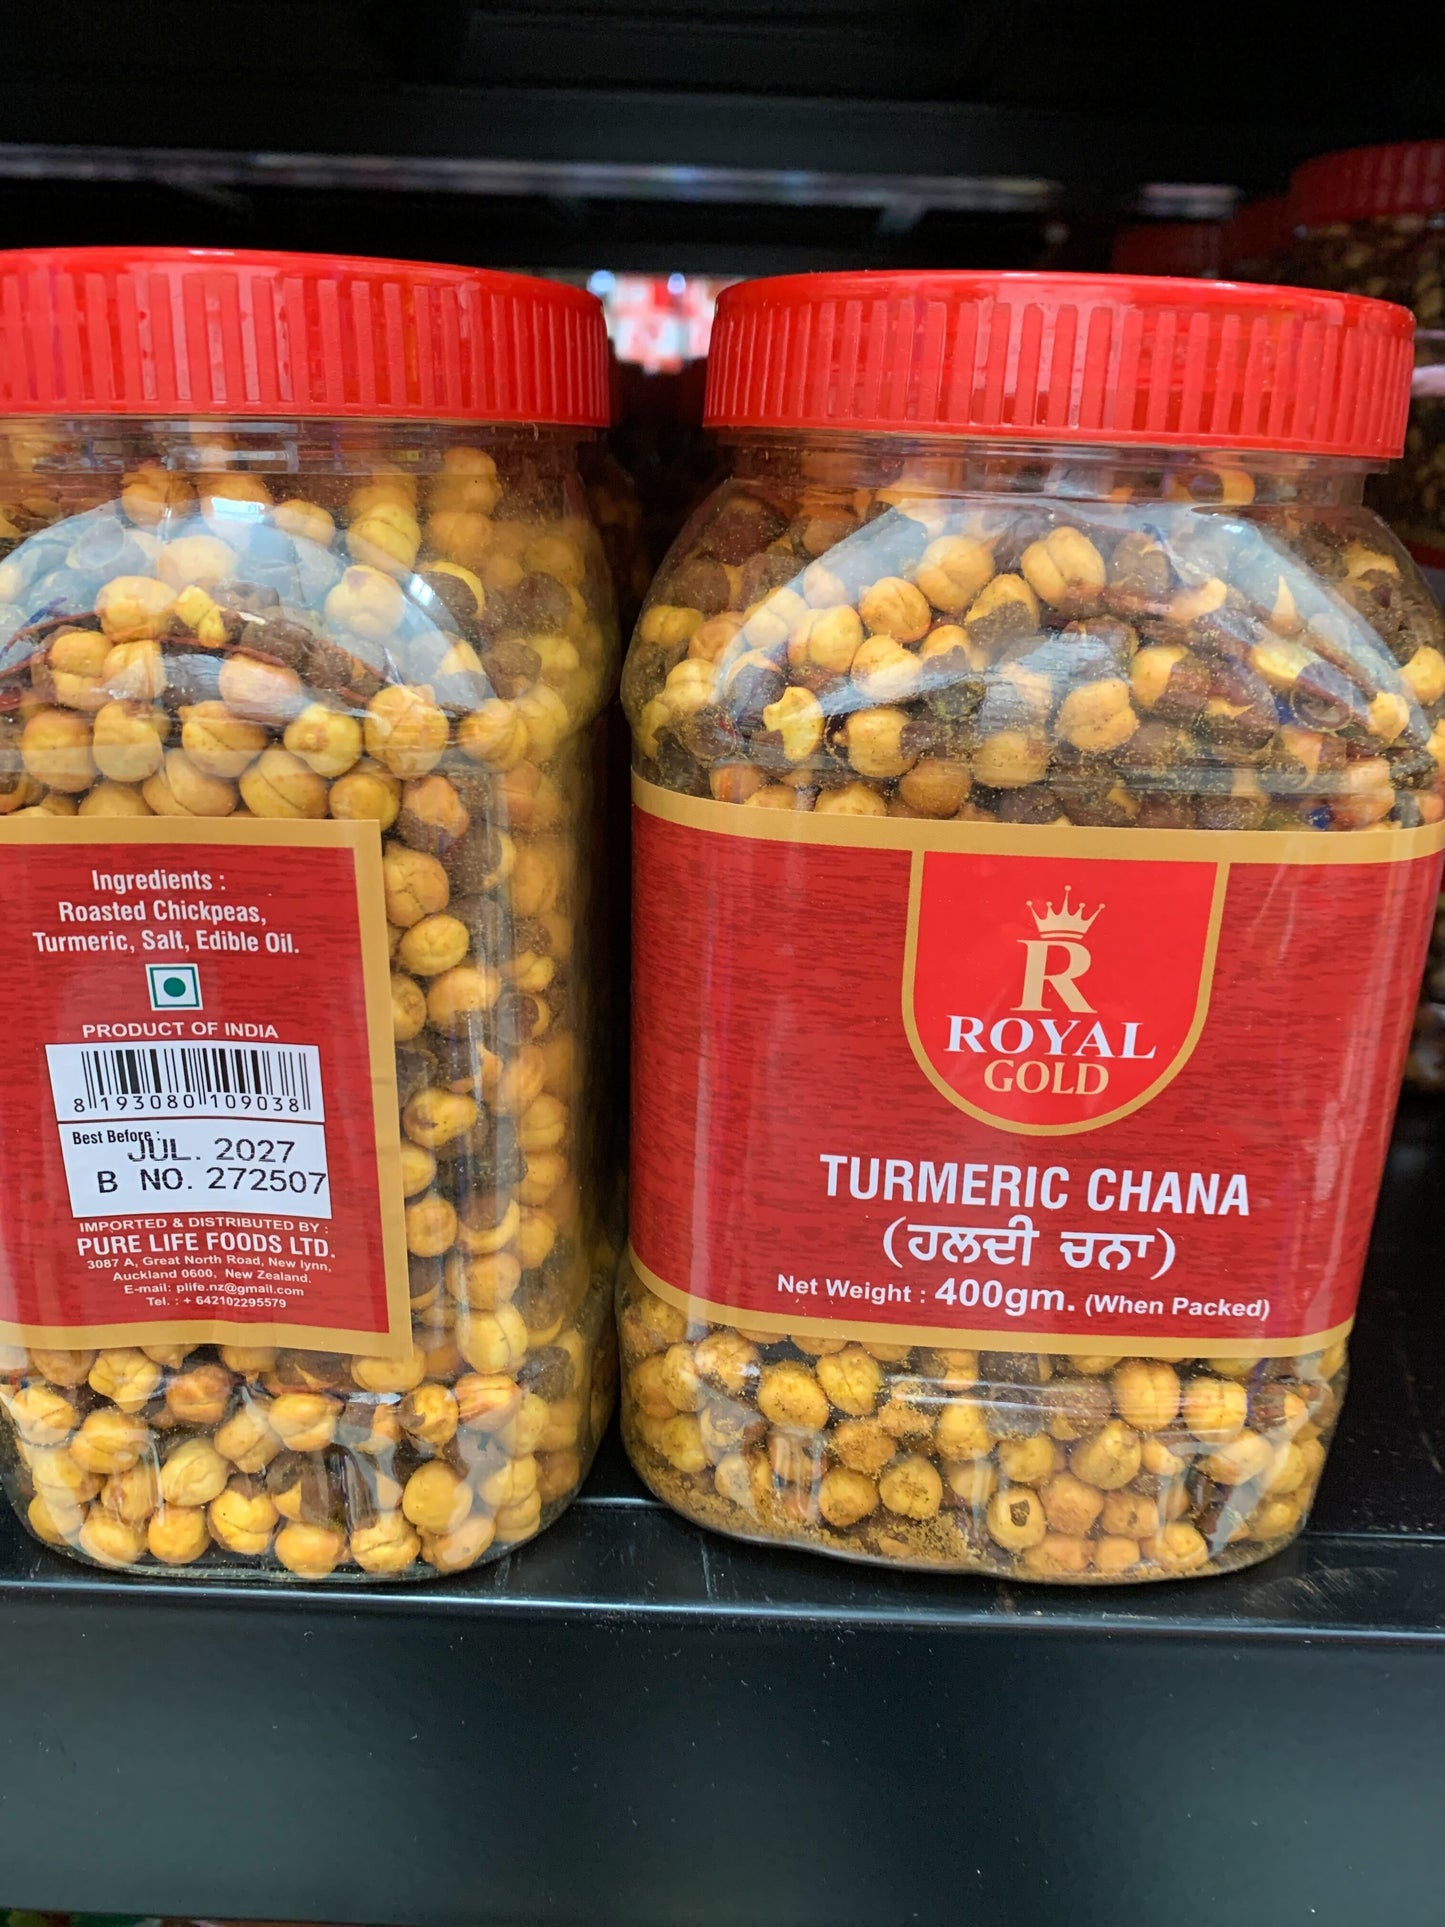 Ingredients :
Roasted Chickpeas,
Turmeric, Salt, Edible Oil.
PRODUCT OF INDIA
8 193080 109038
Best Before :
JUL. 2027
B NO. 272507
IMPORTED & DISTRIBUTED BY :
PURE LIFE FOODS LTD.
3087 A, Great North Road, New lynn,
Auckland 0600, New Zealand.
E-mail: plife.nz@gmail.com
Tel. : + 642102295579
R
ROYAL
GOLD
TURMERIC CHANA
(ਹਲਦੀ ਚਨਾ)
Net Weight : 400gm. (When Packed)